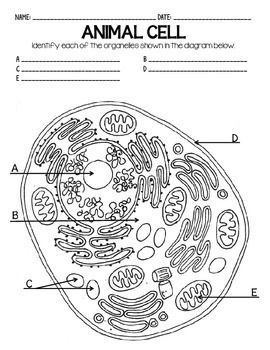 NAME: DATE:
ANIMAL CELL
Identify each of the organelles shown in the diagram below.
A B
C D
E
D
A
B
C
E